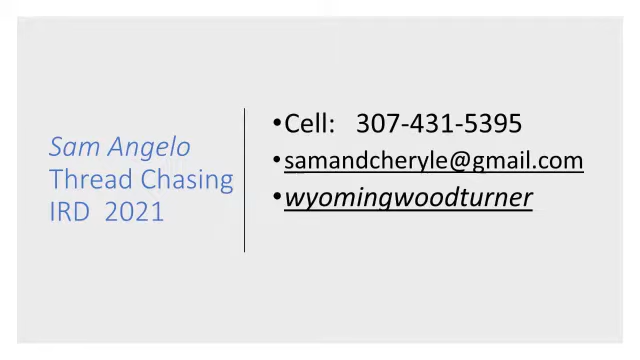 Sam Angelo
Thread Chasing
IRD 2021
•Cell: 307-431-5395
•samandcheryle@gmail.com
•wyomingwoodturner